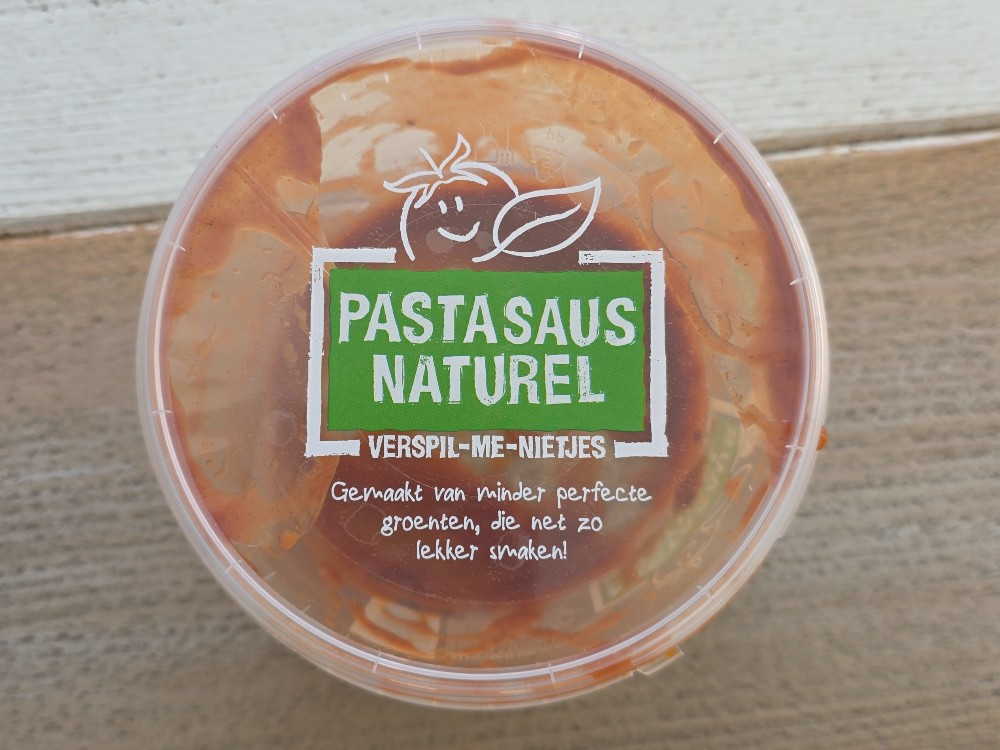 PASTASAUS
NATUREL
VERSPIL-ME-NIETJES
Gemaakt van minder perfecte
groenten, die net zo
lekker smaken!